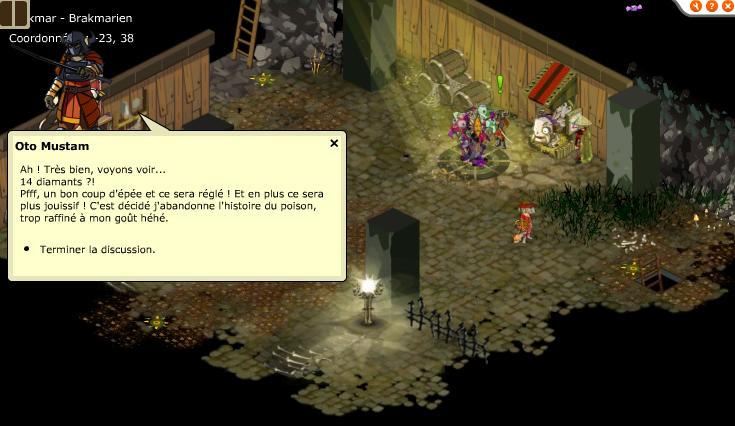 kmar - Brakmarien
Coordonné -23, 38
Oto Mustam
Ah ! Très bien, voyons voir...
14 diamants ?!
Pfff, un bon coup d'épée et ce sera réglé ! Et en plus ce sera
plus jouissif ! C'est décidé j'abandonne l'histoire du poison,
trop raffiné à mon goût héhé.
Terminer la discussion.